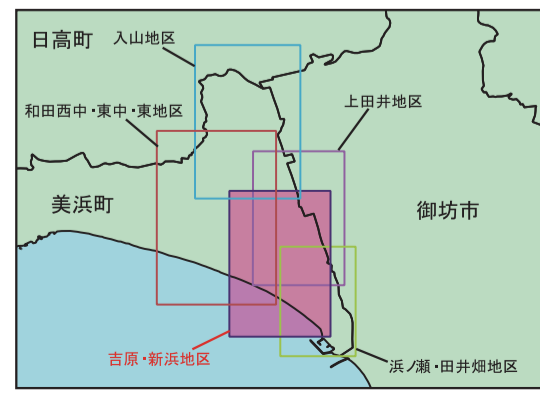 日高町
入山地区
上田井地区
和田西中・東中・東地区
美浜町
御坊市
吉原・新浜地区
浜ノ瀬・田井畑地区